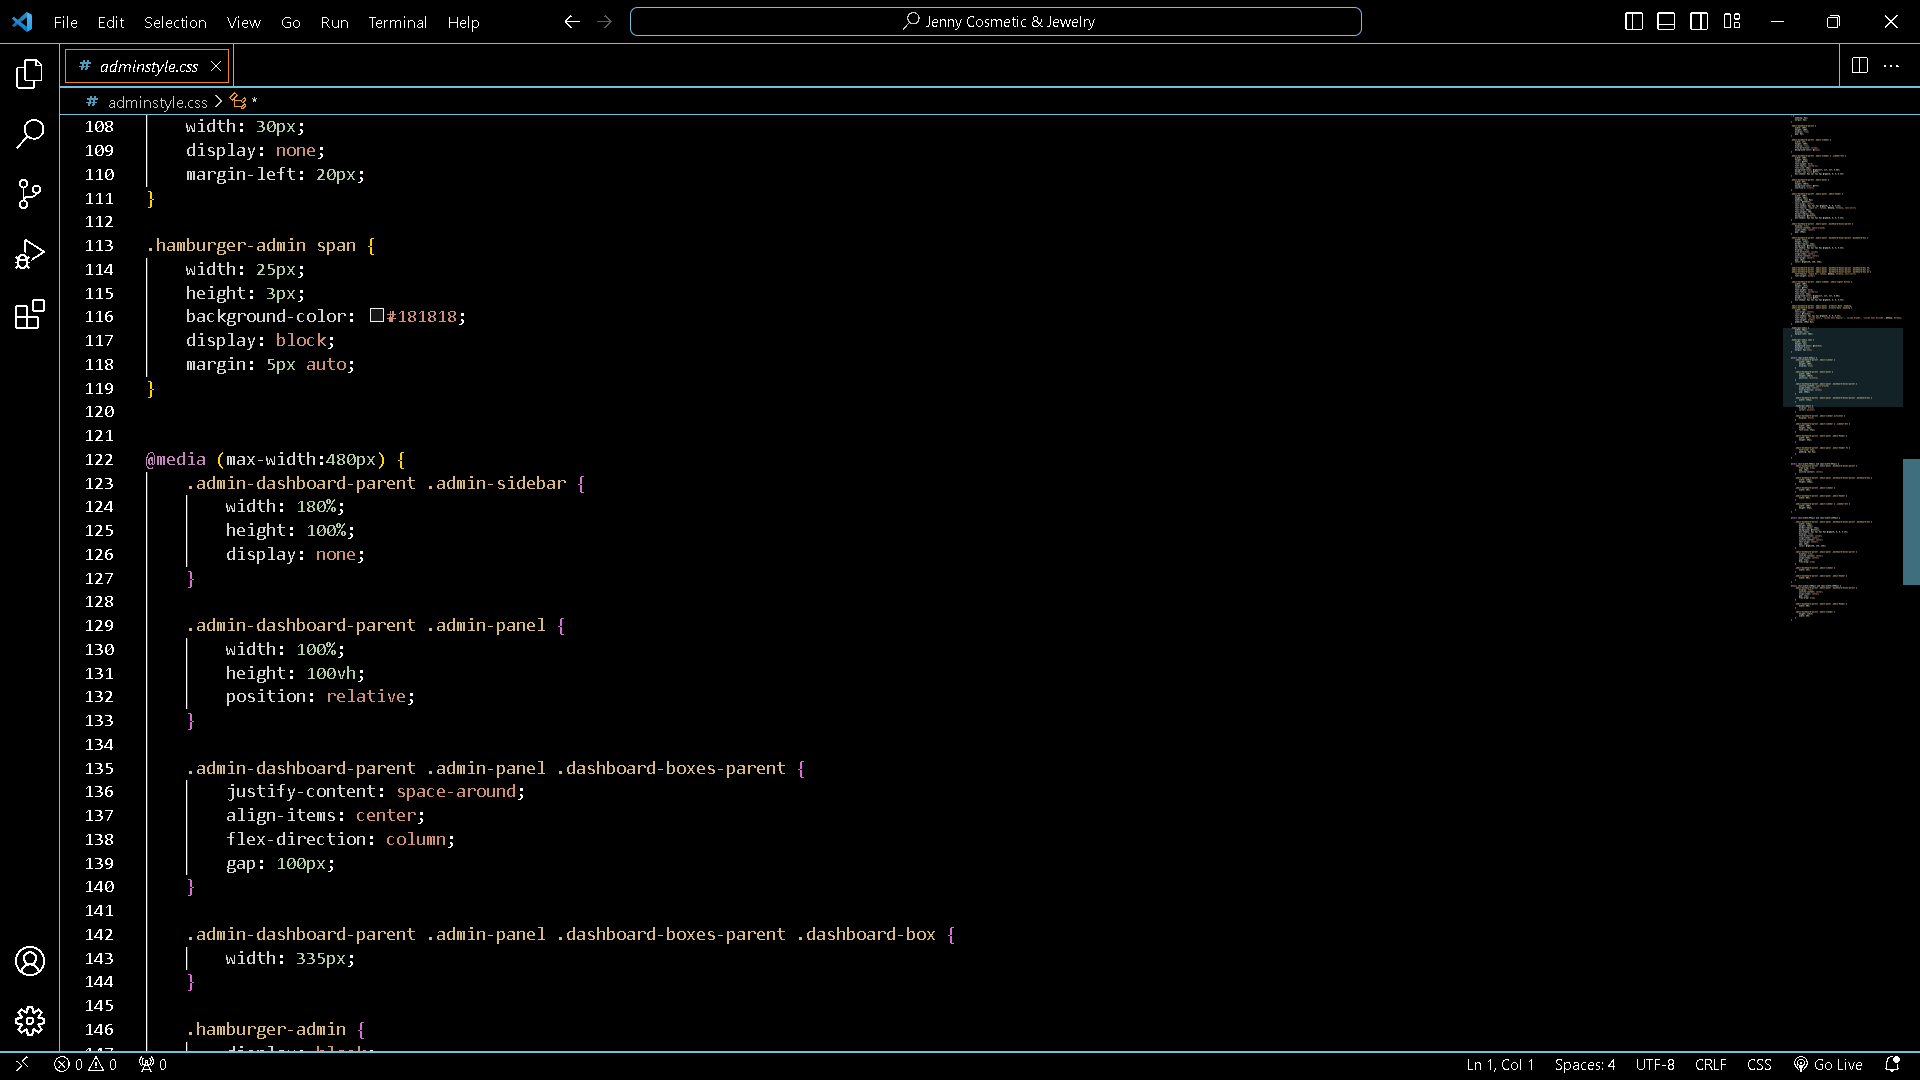 File Edit Selection View Go Run Terminal Help
Jenny Cosmetic & Jewelry
# adminstyle.css
# adminstyle.css > *
108 width: 30px;
109 display: none;
110 margin-left: 20px;
111 }
112
113 .hamburger-admin span {
114 width: 25px;
115 height: 3px;
116 background-color: #181818;
117 display: block;
118 margin: 5px auto;
119 }
120
121
122 @media (max-width:480px) {
123 .admin-dashboard-parent .admin-sidebar {
124 width: 180%;
125 height: 100%;
126 display: none;
127 }
128
129 .admin-dashboard-parent .admin-panel {
130 width: 100%;
131 height: 100vh;
132 position: relative;
133 }
134
135 .admin-dashboard-parent .admin-panel .dashboard-boxes-parent {
136 justify-content: space-around;
137 align-items: center;
138 flex-direction: column;
139 gap: 100px;
140 }
141
142 .admin-dashboard-parent .admin-panel .dashboard-boxes-parent .dashboard-box {
143 width: 335px;
144 }
145
146 .hamburger-admin {
0 0 0
Ln 1, Col 1 Spaces: 4 UTF-8 CRLF CSS Go Live